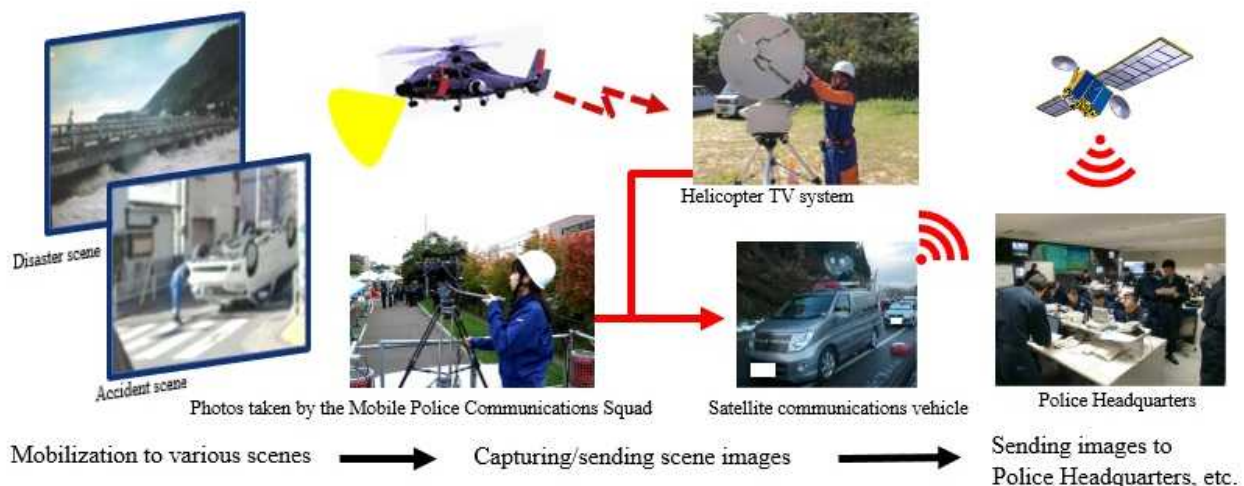 Disaster scene
Accident scene
Helicopter TV system
Photos taken by the Mobile Police Communications Squad
Satellite communications vehicle
Police Headquarters
Mobilization to various scenes
Capturing/sending scene images
Sending images to
Police Headquarters, etc.